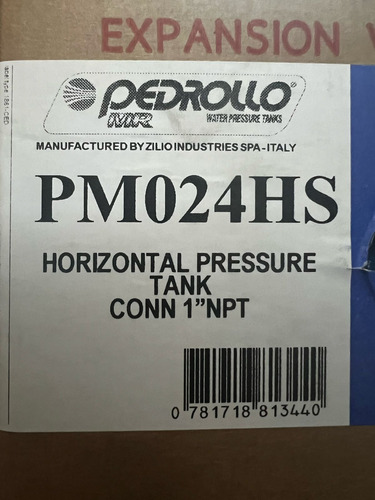 EXPANSION V
PEDROLLO
MR WATER PRESSURE TANKS
MANUFACTURED BY ZILIO INDUSTRIES SPA - ITALY
PM024HS
HORIZONTAL PRESSURE
TANK
CONN 1"NPT
0 781718 813440